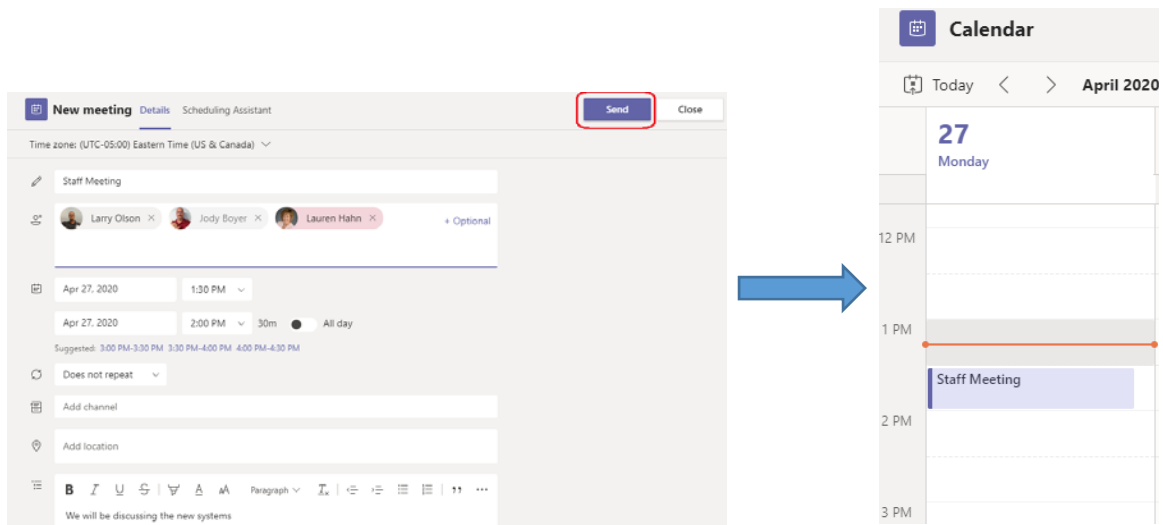 New meeting Details Scheduling Assistant Send Close
Time zone: (UTC-05:00) Eastern Time (US & Canada)
Staff Meeting
Larry Olson × Jody Boyer × Lauren Hahn × + Optional
Apr 27, 2020 1:30 PM
Apr 27, 2020 2:00 PM 30m All day
Suggested: 3:00 PM-3:30 PM 3:30 PM-4:00 PM 4:00 PM-4:30 PM
Does not repeat
Add channel
Add location
B I U S A AA Paragraph Tx ,, ...
We will be discussing the new systems
Calendar
Today < > April 2020
27
Monday
12 PM
1 PM
Staff Meeting
2 PM
3 PM